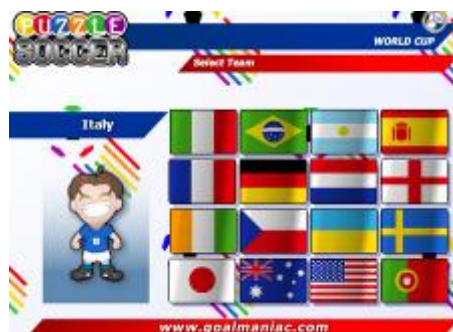 PUZZLE
SOCCER
WORLD CUP
Select Team
Italy
www.goalmaniac.com